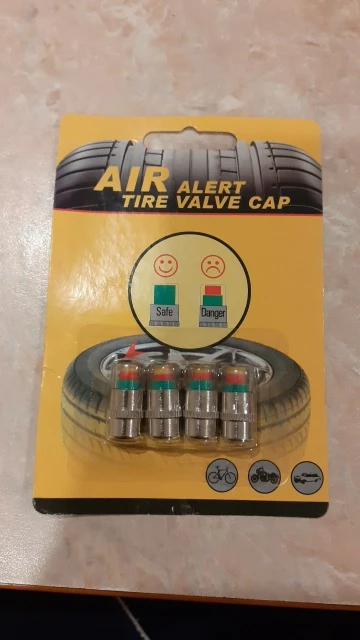 AIR ALERT
TIRE VALVE CAP
Safe
Danger